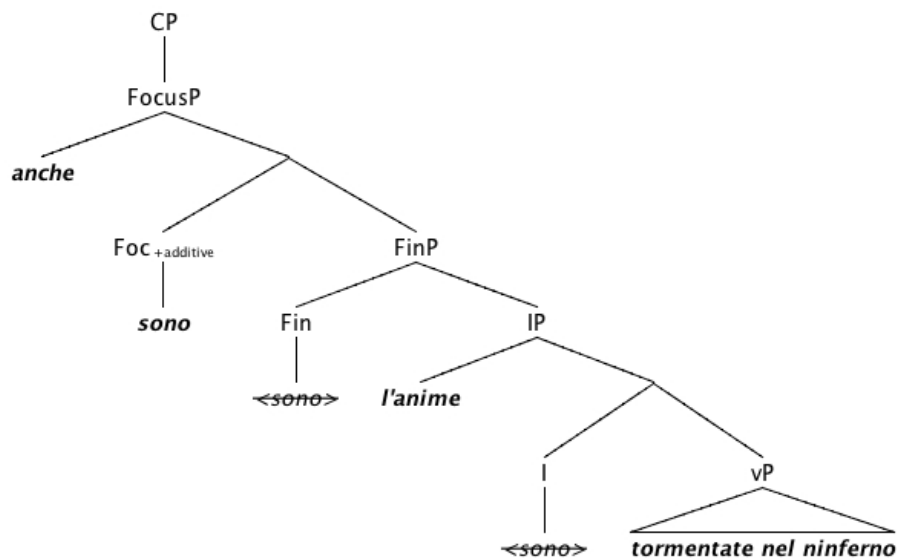 CP
FocusP
anche
Foc +additive
FinP
sono
Fin
IP
<sono>
l'anime
I
vP
<sono>
tormentate nel ninferno